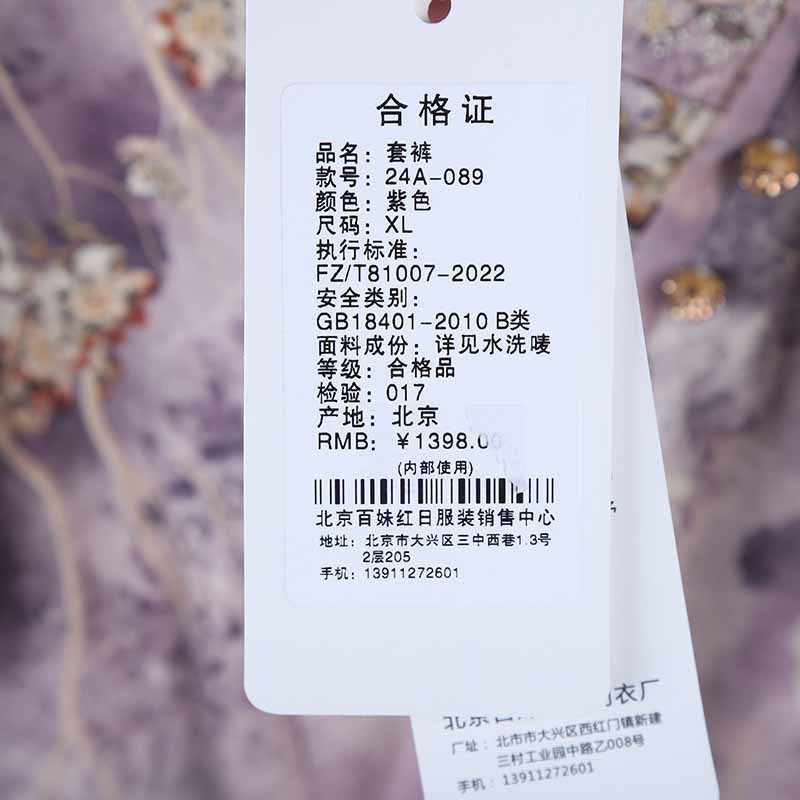 合格证
品名：套裤
款号：24A-089
颜色：紫色
尺码：XL
执行标准：
FZ/T81007-2022
安全类别：
GB18401-2010 B类
面料成份：详见水洗唛
等级：合格品
检验：017
产地：北京
RMB：￥1398.00
(内部使用)
北京百妹红日服装销售中心
地址：北京市大兴区三中西巷1.3号
2层205
手机：13911272601
衣厂
厂址：北市市大兴区西红门镇新建
三村工业园中路乙008号
手机：13911272601